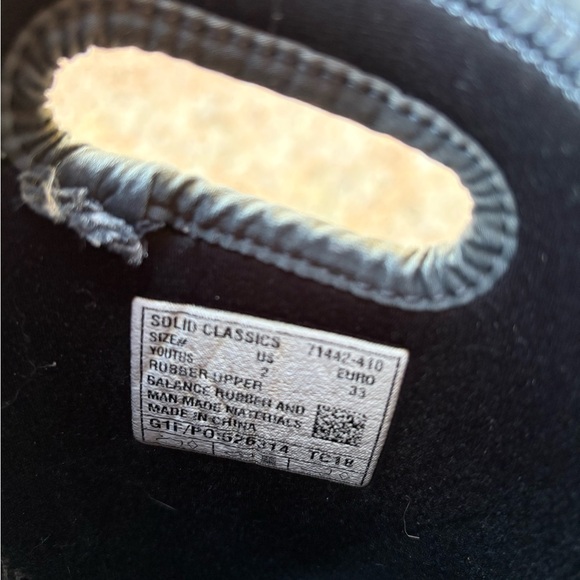 SOLID CLASSICS 71442-410
SIZE# US EURO
YOUTHS 2 33
RUBBER UPPER
BALANCE RUBBER AND
MAN MADE MATERIALS
MADE IN CHINA
G1F/PO:526314 TC18